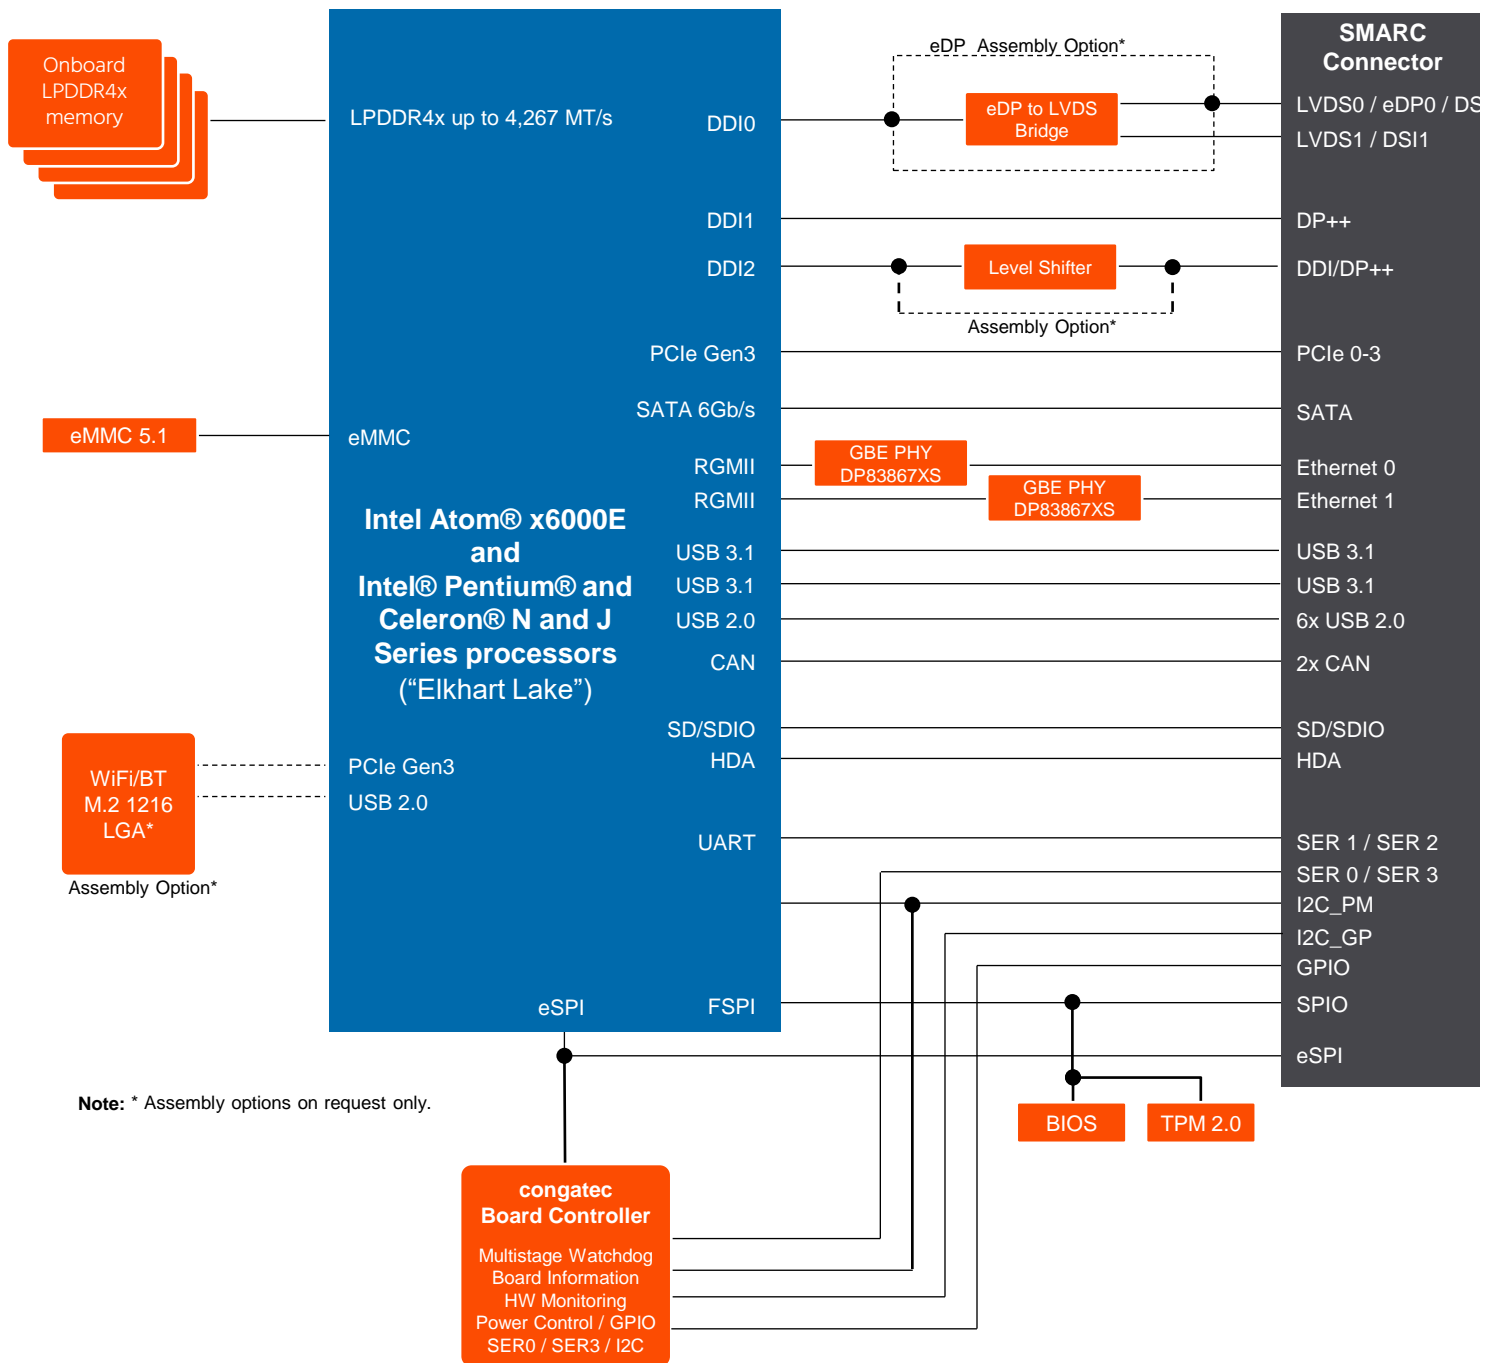 Onboard
LPDDR4x
memory
eMMC 5.1
WiFi/BT
M.2 1216
LGA*
Assembly Option*
Note: * Assembly options on request only.
LPDDR4x up to 4,267 MT/s
eMMC
Intel Atom® x6000E
and
Intel® Pentium® and
Celeron® N and J
Series processors
(“Elkhart Lake”)
PCIe Gen3
USB 2.0
eSPI
DDI0
DDI1
DDI2
PCIe Gen3
SATA 6Gb/s
RGMII
RGMII
USB 3.1
USB 3.1
USB 2.0
CAN
SD/SDIO
HDA
UART
FSPI
eDP Assembly Option*
eDP to LVDS
Bridge
Level Shifter
Assembly Option*
GBE PHY
DP83867XS
GBE PHY
DP83867XS
BIOS
TPM 2.0
congatec
Board Controller
Multistage Watchdog
Board Information
HW Monitoring
Power Control / GPIO
SER0 / SER3 / I2C
SMARC
Connector
LVDS0 / eDP0 / DS
LVDS1 / DSI1
DP++
DDI/DP++
PCIe 0-3
SATA
Ethernet 0
Ethernet 1
USB 3.1
USB 3.1
6x USB 2.0
2x CAN
SD/SDIO
HDA
SER 1 / SER 2
SER 0 / SER 3
I2C_PM
I2C_GP
GPIO
SPIO
eSPI